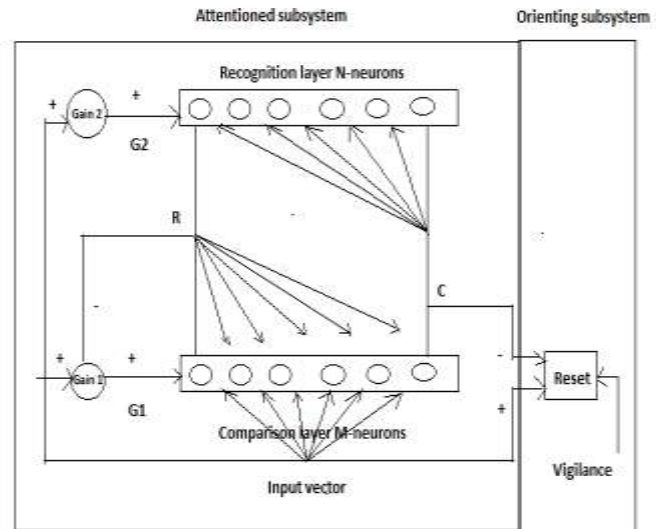 Attentioned subsystem
Orienting subsystem
Recognition layer N-neurons
+
+
Gain 2
G2
R
C
-
+
+
Gain 1
G1
-
Reset
+
Comparison layer M-neurons
Vigilance
Input vector